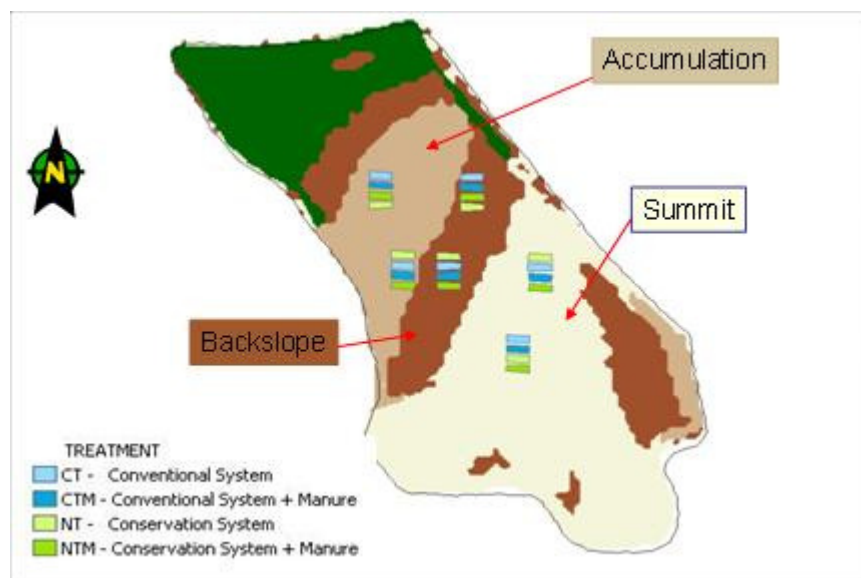 Accumulation
N
Summit
Backslope
TREATMENT
CT - Conventional System
CTM - Conventional System + Manure
NT - Conservation System
NTM - Conservation System + Manure